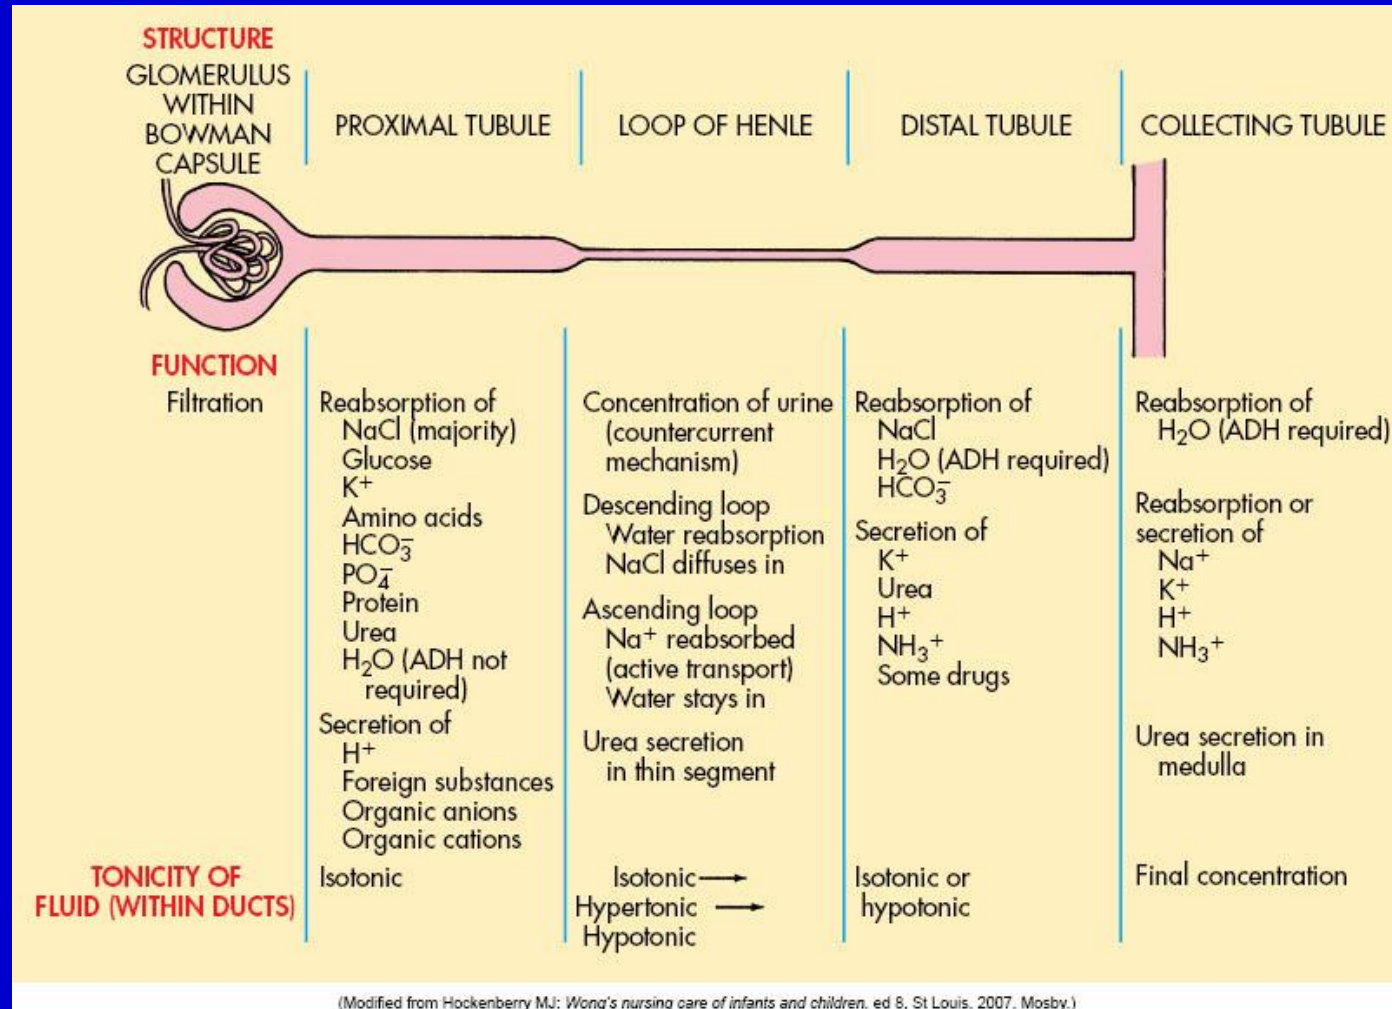 STRUCTURE
GLOMERULUS
WITHIN
BOWMAN
CAPSULE
PROXIMAL TUBULE
LOOP OF HENLE
DISTAL TUBULE
COLLECTING TUBULE
FUNCTION
Filtration
Reabsorption of
NaCl (majority)
Glucose
K⁺
Amino acids
HCO₃⁻
PO₄⁻
Protein
Urea
H₂O (ADH not
required)
Secretion of
H⁺
Foreign substances
Organic anions
Organic cations
Concentration of urine
(countercurrent
mechanism)
Descending loop
Water reabsorption
NaCl diffuses in
Ascending loop
Na⁺ reabsorbed
(active transport)
Water stays in
Urea secretion
in thin segment
Reabsorption of
NaCl
H₂O (ADH required)
HCO₃⁻
Secretion of
K⁺
Urea
H⁺
NH₃⁺
Some drugs
Reabsorption of
H₂O (ADH required)
Reabsorption or
secretion of
Na⁺
K⁺
H⁺
NH₃⁺
Urea secretion in
medulla
TONICITY OF
FLUID (WITHIN DUCTS)
Isotonic
Isotonic →
Hypertonic →
Hypotonic
Isotonic or
hypotonic
Final concentration
(Modified from Hockenberry MJ: Wong's nursing care of infants and children, ed 8, St Louis, 2007, Mosby.)